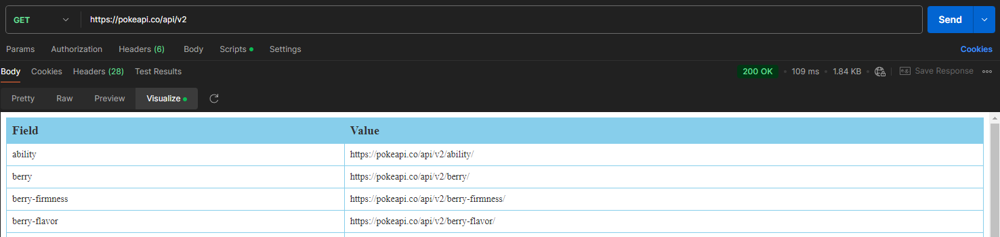 GET https://pokeapi.co/api/v2 Send
Params Authorization Headers (6) Body Scripts Settings Cookies
Body Cookies Headers (28) Test Results 200 OK 109 ms 1.84 KB e.g. Save Response
Pretty Raw Preview Visualize
Field Value
ability https://pokeapi.co/api/v2/ability/
berry https://pokeapi.co/api/v2/berry/
berry-firmness https://pokeapi.co/api/v2/berry-firmness/
berry-flavor https://pokeapi.co/api/v2/berry-flavor/